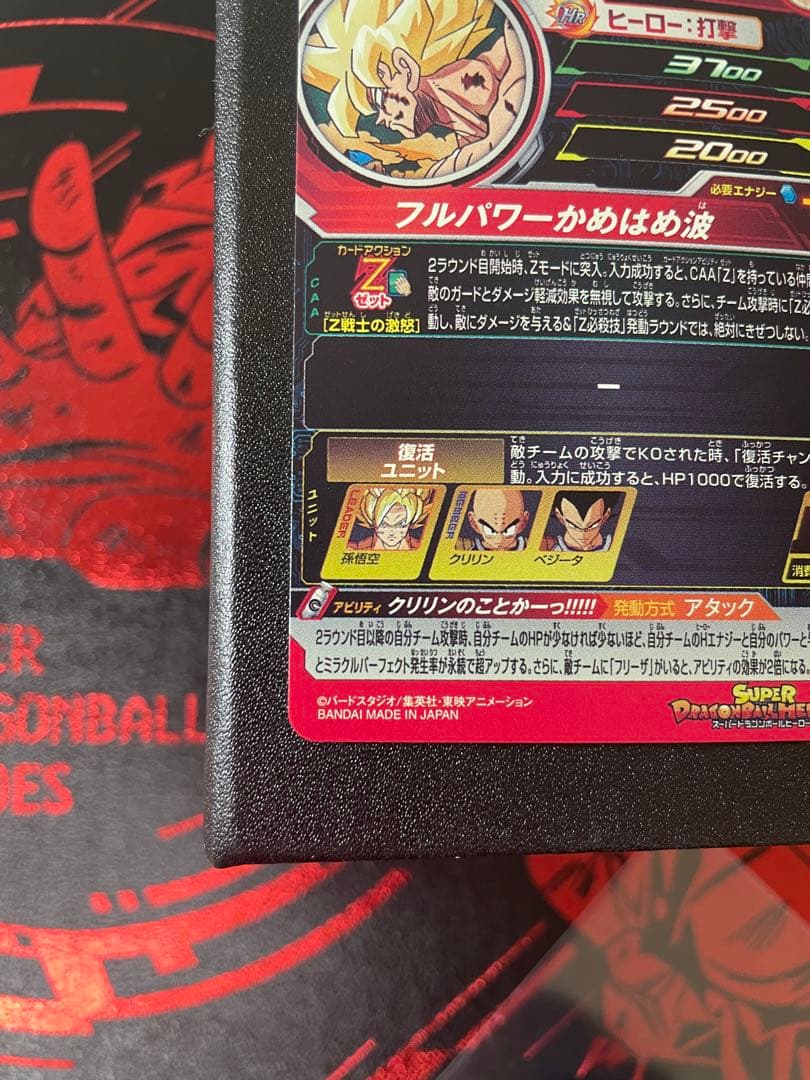 HR ヒーロー:打撃
3700
2500
2000
必要エナジー
フルパワーかめはめ波
は
カードアクション
Z
ゼット
CAA
[Z戦士の激怒]
2ラウンド目開始時、Zモードに突入。入力成功すると、CAA「Z」を持っている仲間
敵のガードとダメージ軽減効果を無視して攻撃する。さらに、チーム攻撃時に「Z必
動し、敵にダメージを与える&「Z必殺技」発動ラウンドでは、絶対にきぜつしない。
ー
ユニット
復活
ユニット
敵チームの攻撃でKOされた時、「復活チャン
動。入力に成功すると、HP1000で復活する。
LEADER
孫悟空
MEMBER
クリリン
ベジータ
消費
アビリティ クリリンのことかーっ!!!!! 発動方式 アタック
2ラウンド目以降の自分チーム攻撃時、自分チームのHPが少なければ少ないほど、自分チームのHエナジーと自分のパワーと
とミラクルパーフェクト発生率が永続で超アップする。さらに、敵チームに「フリーザ」がいると、アビリティの効果が2倍になる。
©バードスタジオ/集英社・東映アニメーション
BANDAI MADE IN JAPAN
SUPER
DRAGONBALL HE
スーパードラゴンボールヒーロー
ER
AGONBALL
OES